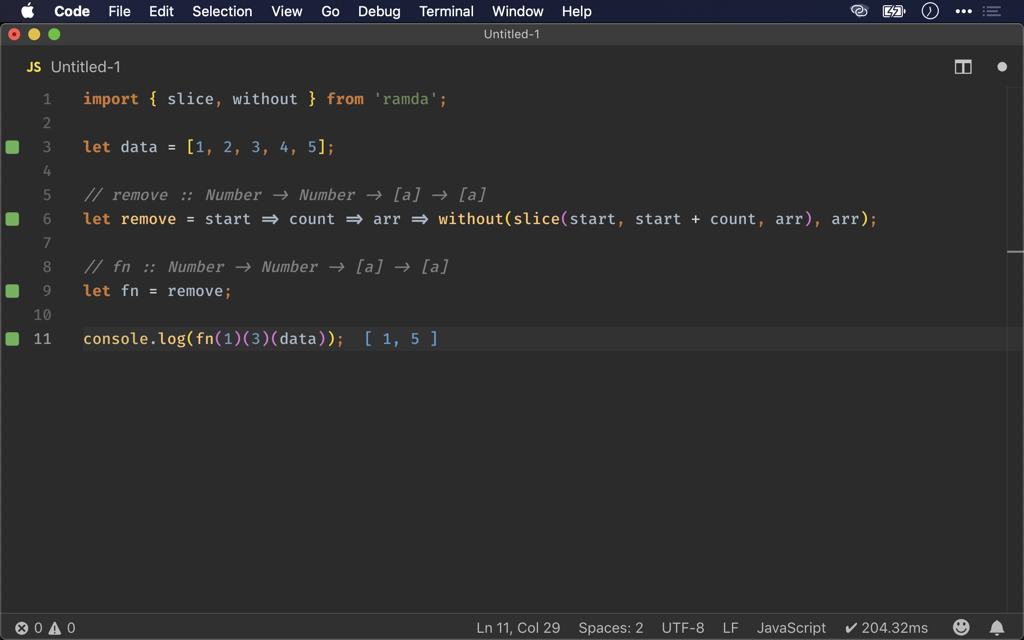 Code File Edit Selection View Go Debug Terminal Window Help
Untitled-1
JS Untitled-1
1 import { slice, without } from 'ramda';
2
3 let data = [1, 2, 3, 4, 5];
4
5 // remove :: Number -> Number -> [a] -> [a]
6 let remove = start => count => arr => without(slice(start, start + count, arr), arr);
7
8 // fn :: Number -> Number -> [a] -> [a]
9 let fn = remove;
10
11 console.log(fn(1)(3)(data)); [ 1, 5 ]
0 0 Ln 11, Col 29 Spaces: 2 UTF-8 LF JavaScript ✔ 204.32ms